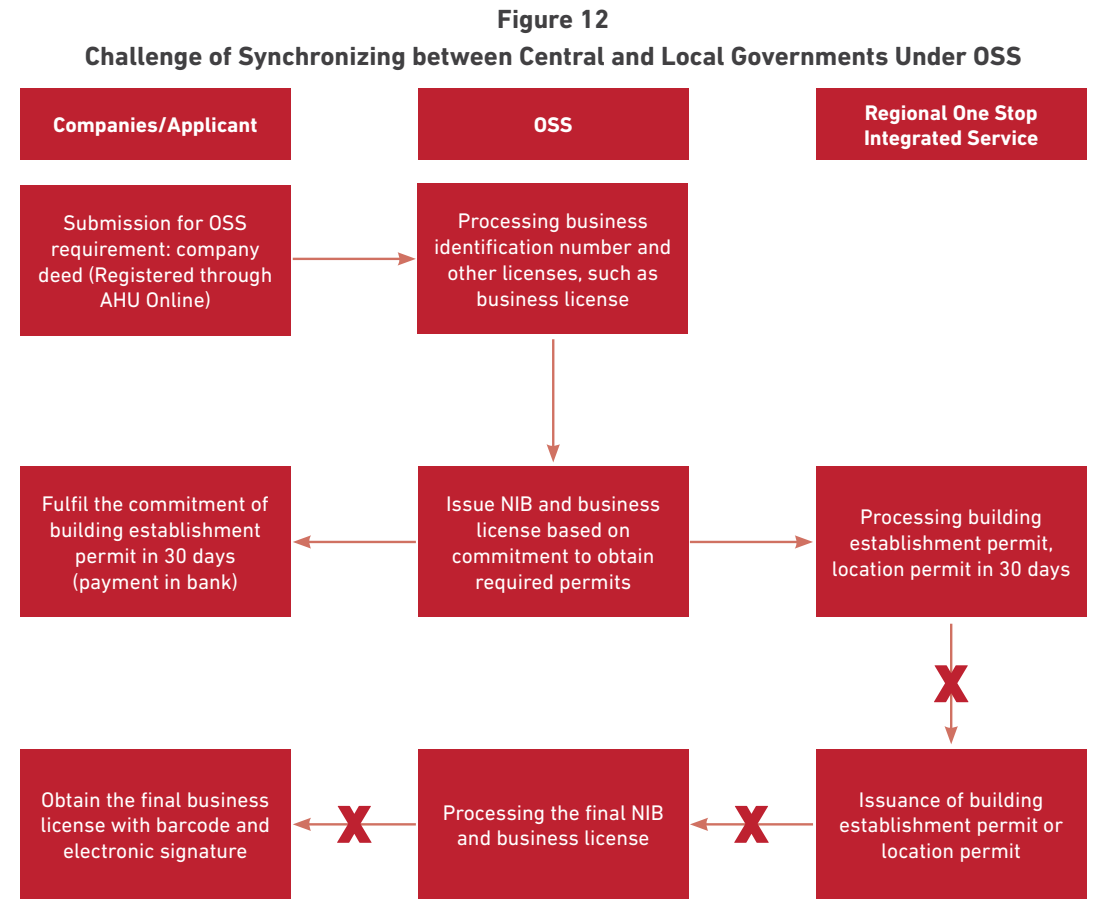 Figure 12
Challenge of Synchronizing between Central and Local Governments Under OSS
Companies/Applicant
OSS
Regional One Stop
Integrated Service
Submission for OSS
requirement: company
deed (Registered through
AHU Online)
Processing business
identification number and
other licenses, such as
business license
Fulfil the commitment of
building establishment
permit in 30 days
(payment in bank)
Issue NIB and business
license based on
commitment to obtain
required permits
Processing building
establishment permit,
location permit in 30 days
X
Obtain the final business
license with barcode and
electronic signature
X
Processing the final NIB
and business license
X
Issuance of building
establishment permit or
location permit